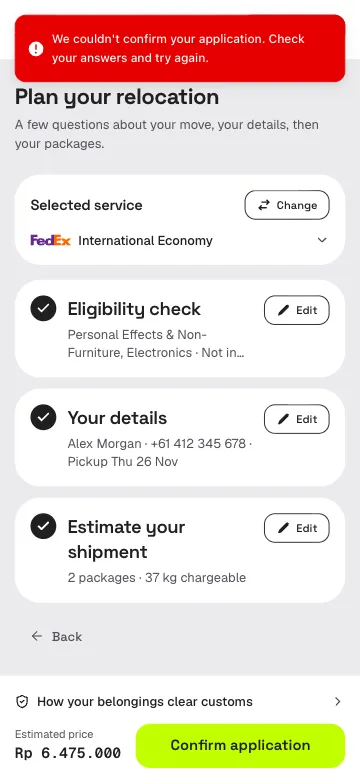 We couldn't confirm your application. Check
your answers and try again.
Plan your relocation
A few questions about your move, your details, then
your packages.
Selected service
Change
FedEx International Economy
Eligibility check
Edit
Personal Effects & Non-
Furniture, Electronics · Not in...
Your details
Edit
Alex Morgan · +61 412 345 678 ·
Pickup Thu 26 Nov
Estimate your
shipment
Edit
2 packages · 37 kg chargeable
Back
How your belongings clear customs
Estimated price
Rp 6.475.000
Confirm application